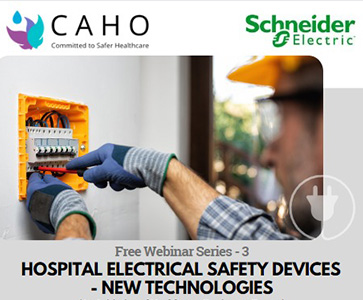 CAHO
Committed to Safer Healthcare
Schneider
Electric
Free Webinar Series - 3
HOSPITAL ELECTRICAL SAFETY DEVICES
- NEW TECHNOLOGIES